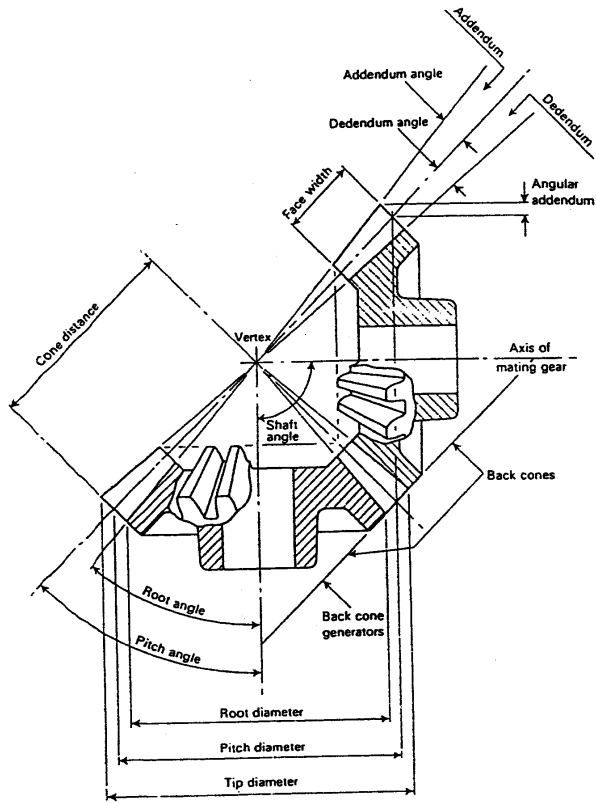 Addendum
Addendum angle
Dedendum
Dedendum angle
Face width
Angular
addendum
Cone distance
Vertex
Axis of
mating gear
Shaft
angle
Back cones
Root angle
Back cone
generators
Pitch angle
Root diameter
Pitch diameter
Tip diameter